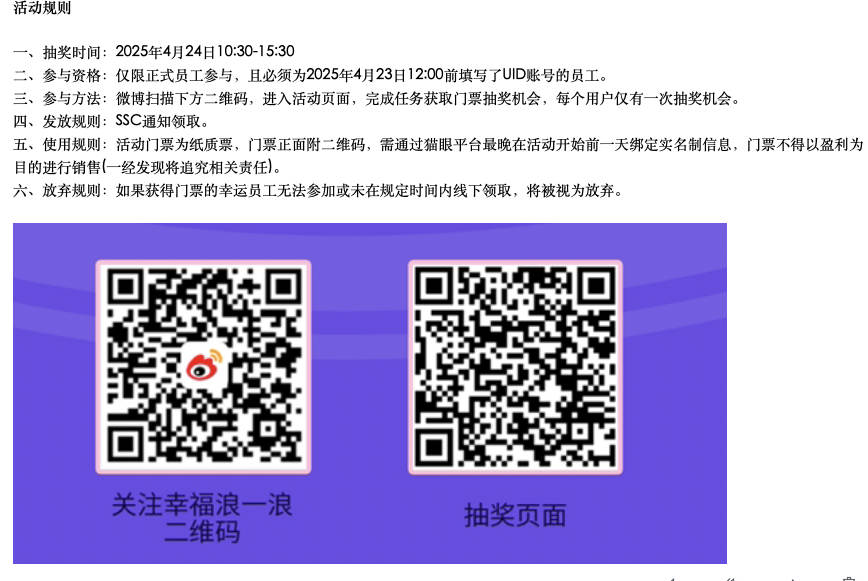 活动规则
一、抽奖时间：2025年4月24日10:30-15:30
二、参与资格：仅限正式员工参与，且必须为2025年4月23日12:00前填写了UID账号的员工。
三、参与方法：微博扫描下方二维码，进入活动页面，完成任务获取门票抽奖机会，每个用户仅有一次抽奖机会。
四、发放规则：SSC通知领取。
五、使用规则：活动门票为纸质票，门票正面附二维码，需通过猫眼平台最晚在活动开始前一天绑定实名制信息，门票不得以盈利为
目的进行销售(一经发现将追究相关责任)。
六、放弃规则：如果获得门票的幸运员工无法参加或未在规定时间内线下领取，将被视为放弃。
关注幸福浪一浪
二维码
抽奖页面